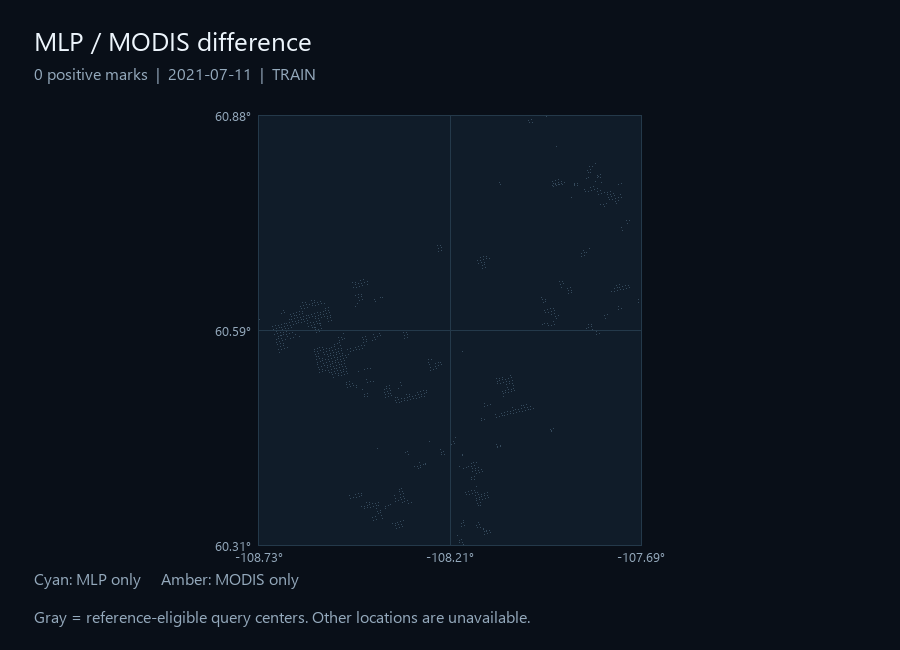 MLP / MODIS difference
0 positive marks | 2021-07-11 | TRAIN
60.88°
60.59°
60.31°
-108.73° -108.21° -107.69°
Cyan: MLP only Amber: MODIS only
Gray = reference-eligible query centers. Other locations are unavailable.